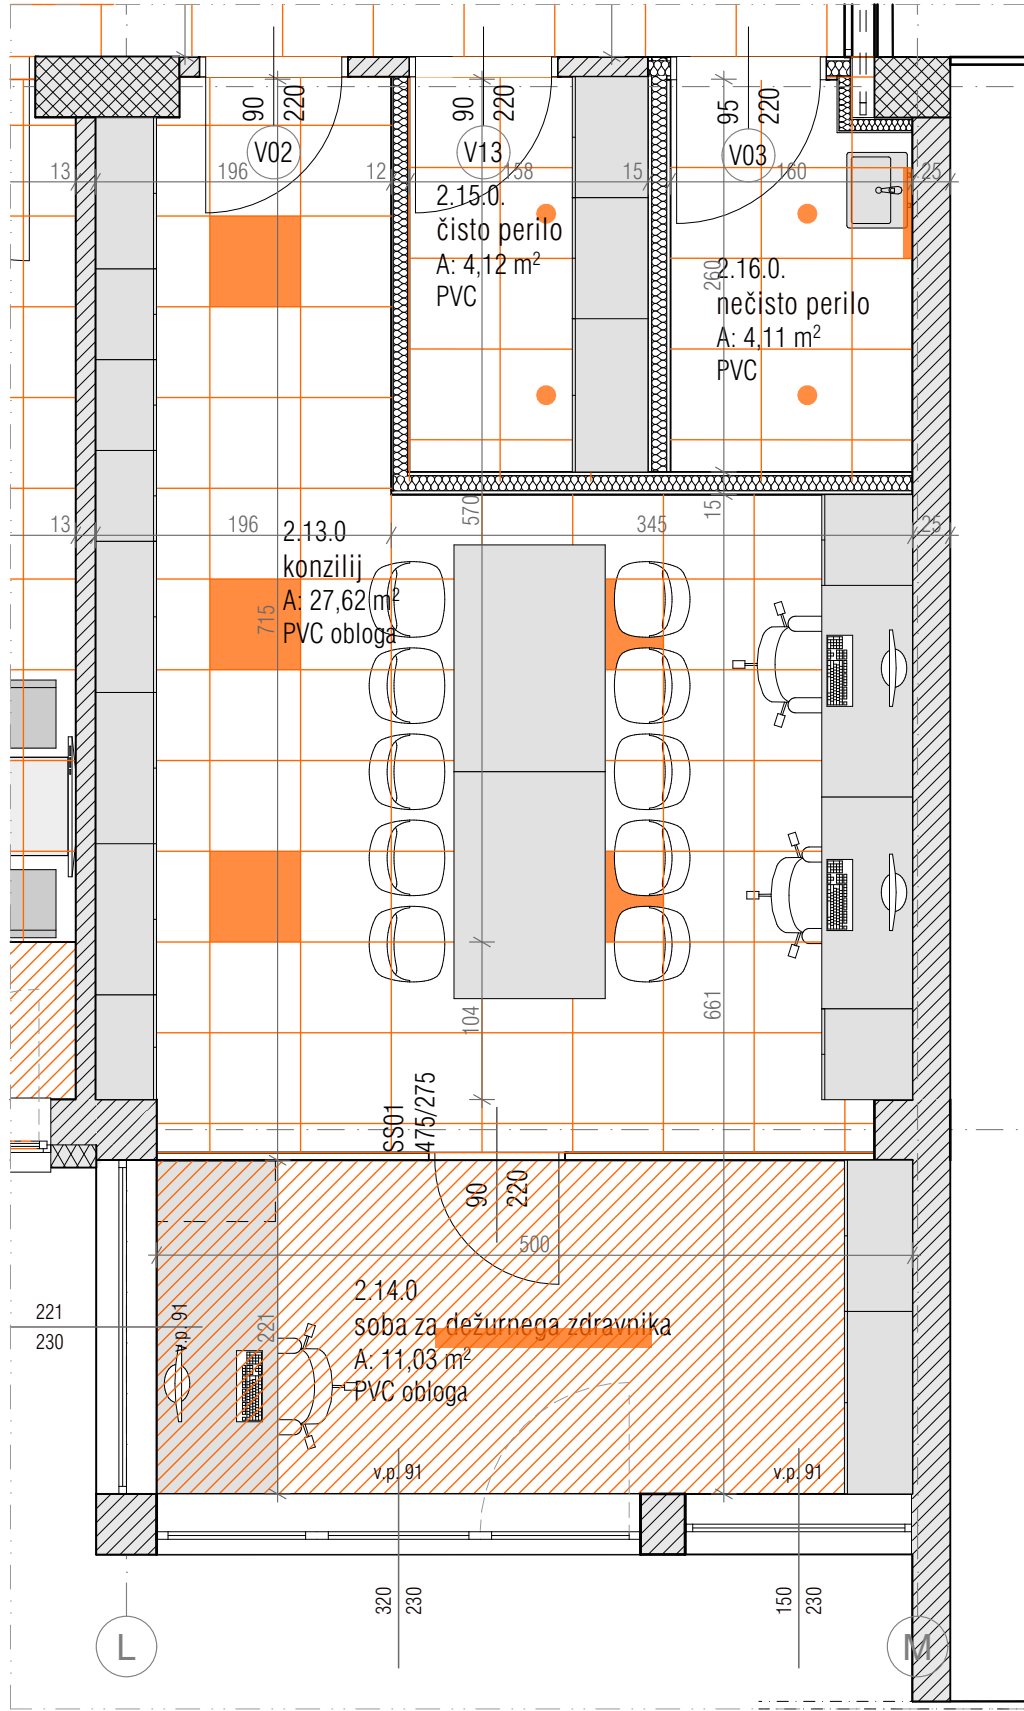 90
220
90
220
95
220
V02
V13
V03
13
196
12
158
15
160
25
2.15.0.
čisto perilo
A: 4,12 m²
PVC
260
2.16.0.
nečisto perilo
A: 4,11 m²
PVC
13
196
570
345
15
25
2.13.0
konzilij
A: 27,62 m²
PVC obloga
715
104
661
SS01
475/275
90
220
500
2.14.0
soba za dežurnega zdravnika
A: 11,03 m²
PVC obloga
221
230
v.p. 91
221
v.p. 91
v.p. 91
320
230
150
230
L
M